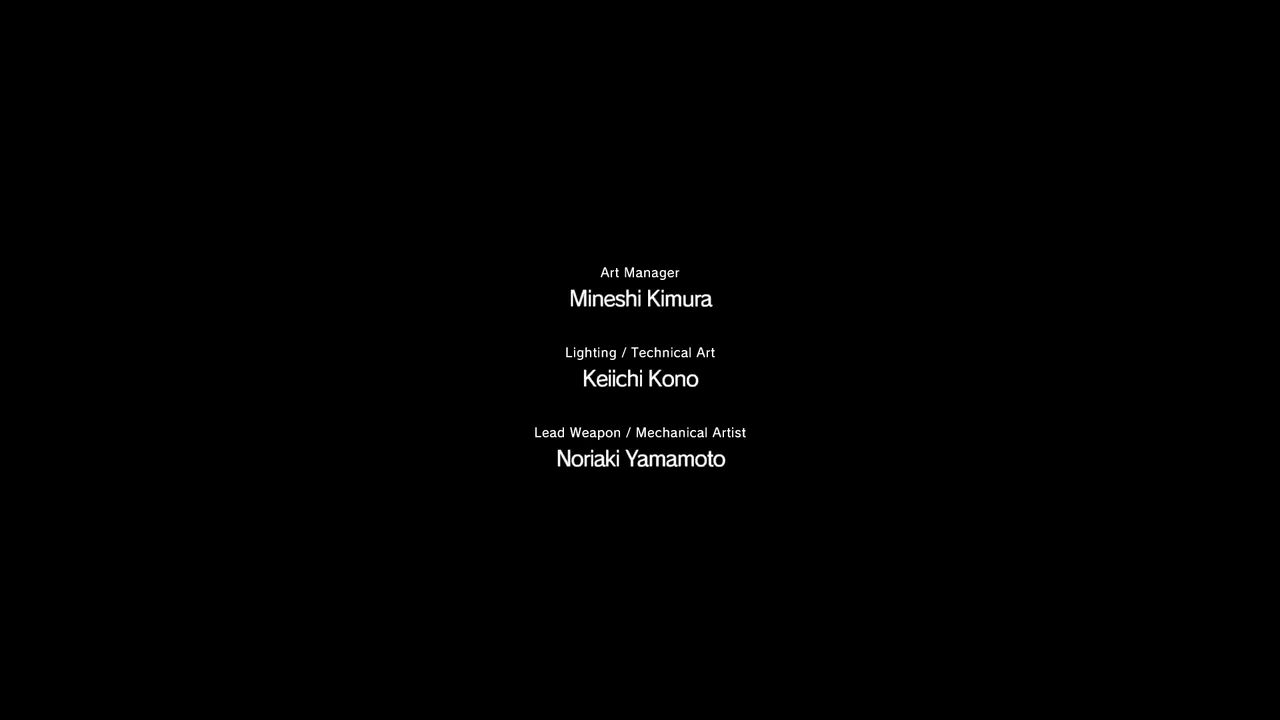 Art Manager
Mineshi Kimura
Lighting / Technical Art
Keiichi Kono
Lead Weapon / Mechanical Artist
Noriaki Yamamoto